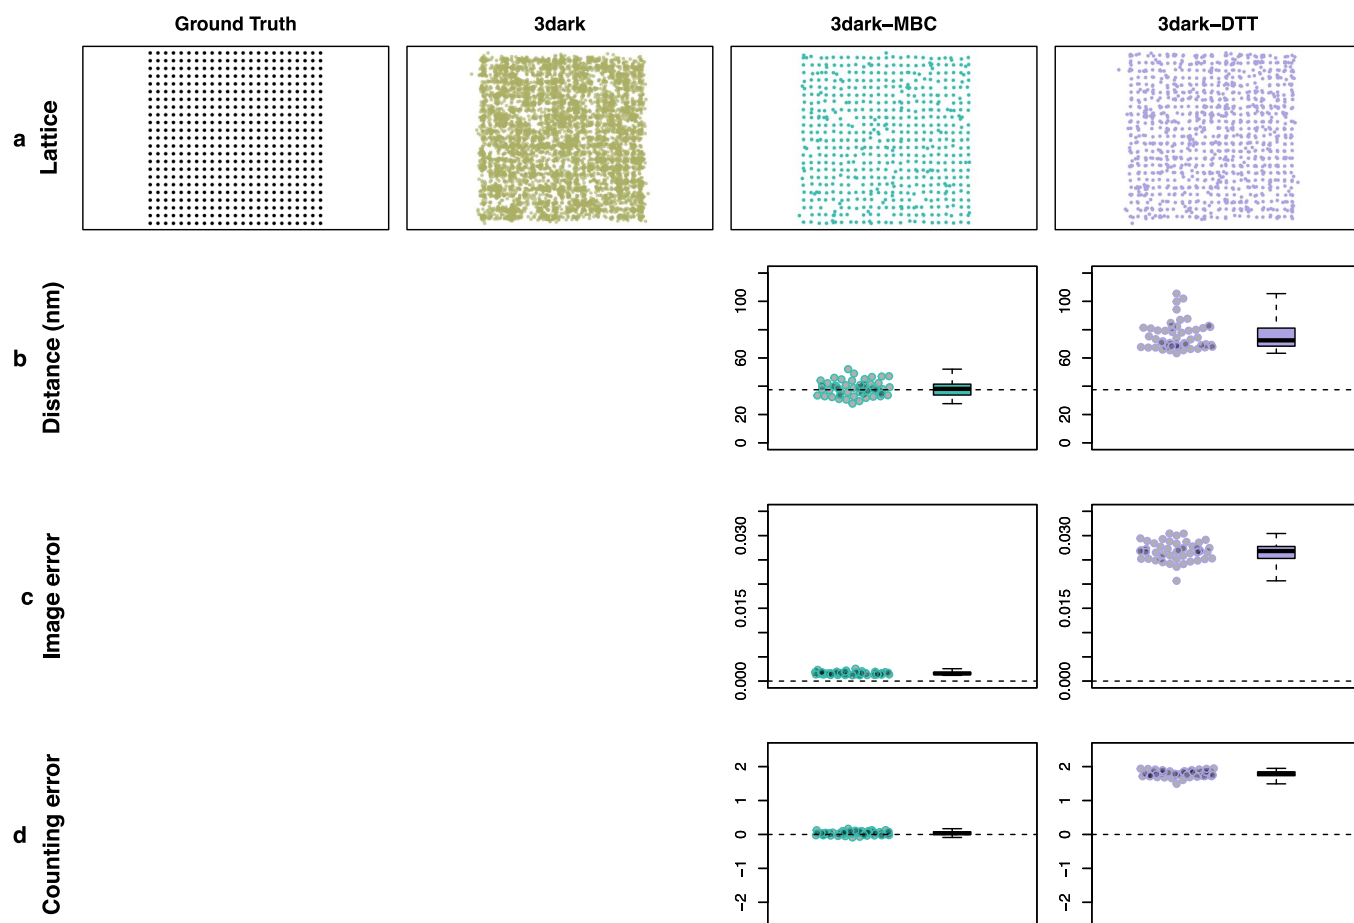 Ground Truth
3dark
3dark–MBC
3dark–DTT
a
Lattice
b
Distance (nm)
0
20
60
100
0
20
60
100
c
Image error
0.000
0.015
0.030
0.000
0.015
0.030
d
Counting error
−2
−1
0
1
2
−2
−1
0
1
2